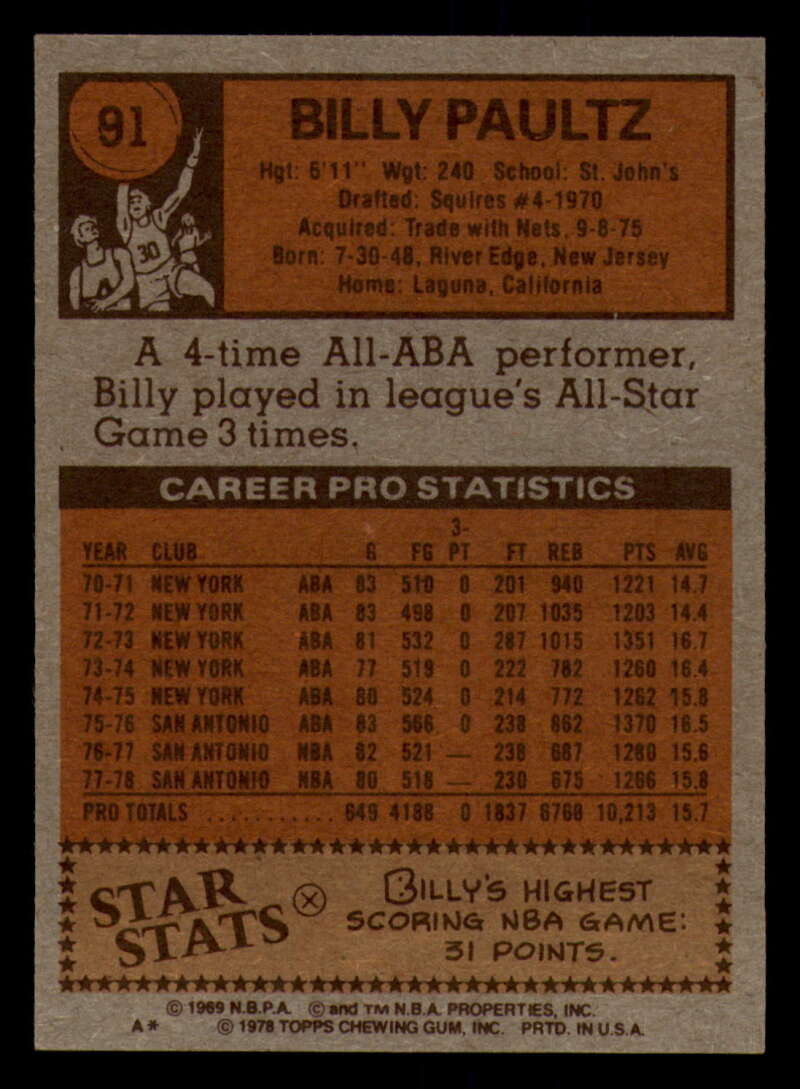 91
BILLY PAULTZ
Hgt: 6'11" Wgt: 240 School: St. John's
Drafted: Squires #4-1970
Acquired: Trade with Nets, 9-8-75
Born: 7-30-48, River Edge, New Jersey
Home: Laguna, California
30
A 4-time All-ABA performer,
Billy played in league's All-Star
Game 3 times.
CAREER PRO STATISTICS
YEAR CLUB G FG 3-PT FT REB PTS AVG
70-71 NEW YORK ABA 83 510 0 201 940 1221 14.7
71-72 NEW YORK ABA 83 498 0 207 1035 1203 14.4
72-73 NEW YORK ABA 81 532 0 287 1015 1351 16.7
73-74 NEW YORK ABA 77 519 0 222 782 1260 16.4
74-75 NEW YORK ABA 80 524 0 214 772 1262 15.8
75-76 SAN ANTONIO ABA 83 566 0 238 862 1370 16.5
76-77 SAN ANTONIO NBA 82 521 — 238 687 1280 15.6
77-78 SAN ANTONIO NBA 80 518 — 230 675 1266 15.8
PRO TOTALS ............ 649 4188 0 1837 6768 10,213 15.7
STAR STATS
BILLY'S HIGHEST
SCORING NBA GAME:
31 POINTS.
© 1969 N.B.P.A. © and TM N.B.A. PROPERTIES, INC.
A* © 1978 TOPPS CHEWING GUM, INC. PRTD. IN U.S.A.